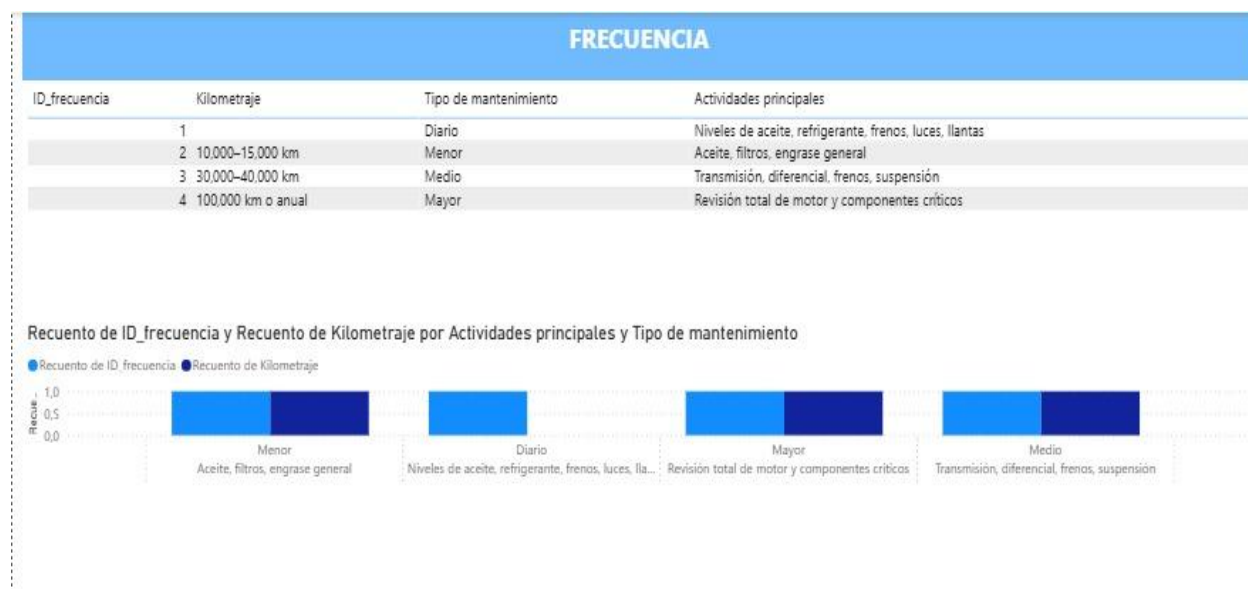 FRECUENCIA
ID_frecuencia Kilometraje Tipo de mantenimiento Actividades principales
1 Diario Niveles de aceite, refrigerante, frenos, luces, llantas
2 10,000–15,000 km Menor Aceite, filtros, engrase general
3 30,000–40,000 km Medio Transmisión, diferencial, frenos, suspensión
4 100,000 km o anual Mayor Revisión total de motor y componentes críticos
Recuento de ID_frecuencia y Recuento de Kilometraje por Actividades principales y Tipo de mantenimiento
Recuento de ID_frecuencia Recuento de Kilometraje
Recue...
1,0
0,5
0,0
Menor Diario Mayor Medio
Aceite, filtros, engrase general Niveles de aceite, refrigerante, frenos, luces, lla... Revisión total de motor y componentes críticos Transmisión, diferencial, frenos, suspensión